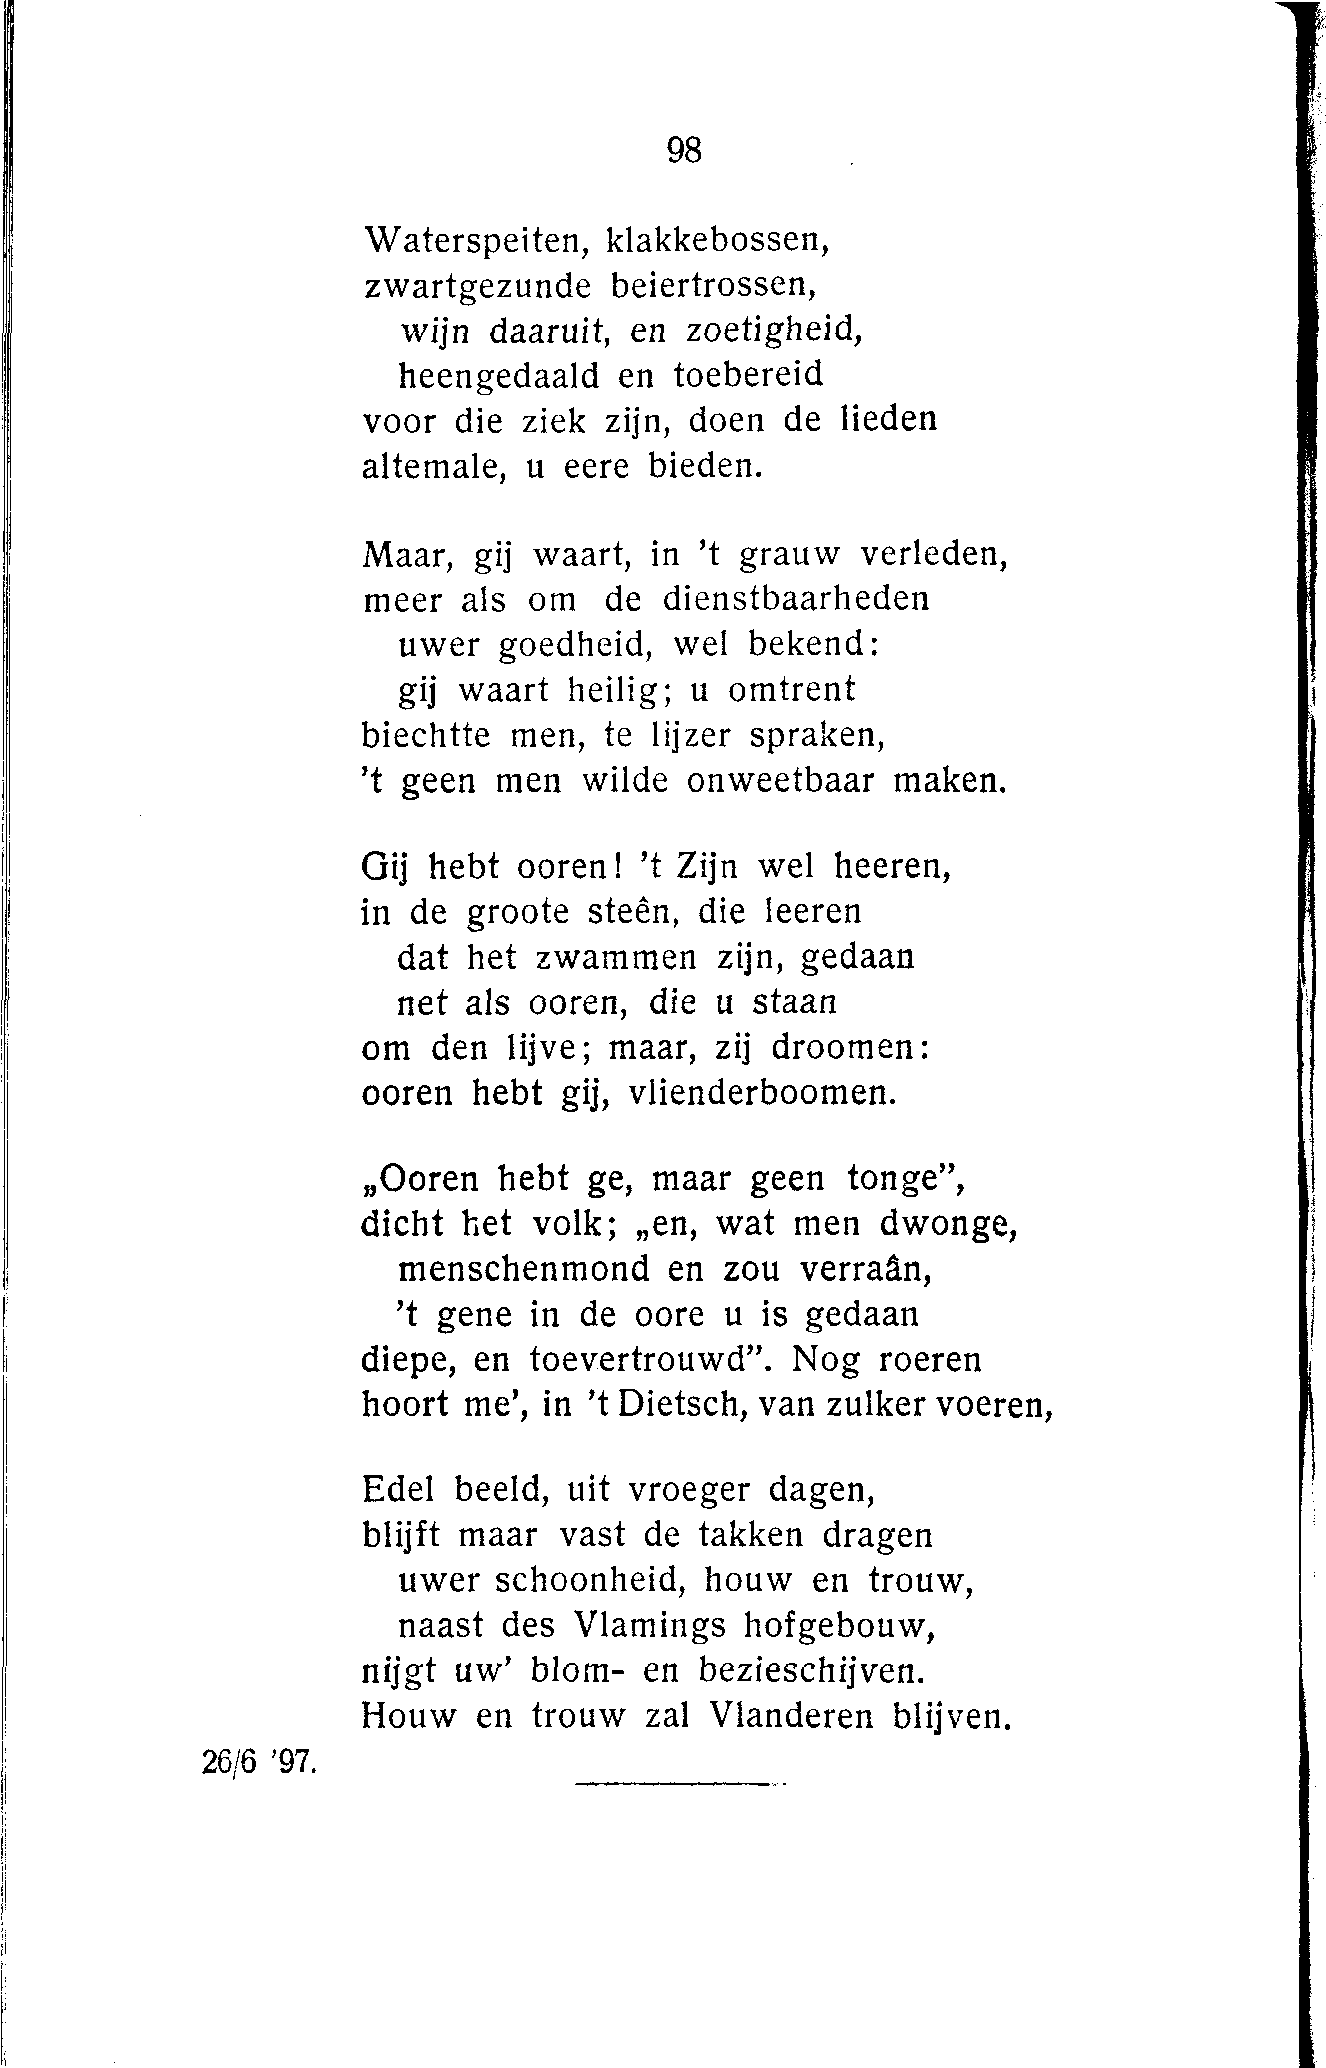 98
Waterspeiten, klakkebossen,
zwartgezunde beiertrossen,
wijn daaruit, en zoetigheid,
heengedaald en toebereid
voor die ziek zijn, doen de lieden
altemale, u eere bieden.
Maar, gij waart, in 't grauw verleden,
meer als om de dienstbaarheden
uwer goedheid, wel bekend:
gij waart heilig; u omtrent
biechtte men, te lijzer spraken,
't geen men wilde onweetbaar maken.
Gij hebt ooren! 't Zijn wel heeren,
in de groote steên, die leeren
dat het zwammen zijn, gedaan
net als ooren, die u staan
om den lijve; maar, zij droomen:
ooren hebt gij, vlienderboomen.
„Ooren hebt ge, maar geen tonge”,
dicht het volk; „en, wat men dwonge,
menschenmond en zou verraân,
't gene in de oore u is gedaan
diepe, en toevertrouwd”. Nog roeren
hoort me', in 't Dietsch, van zulker voeren,
Edel beeld, uit vroeger dagen,
blijft maar vast de takken dragen
uwer schoonheid, houw en trouw,
naast des Vlamings hofgebouw,
nijgt uw' blom- en bezieschijven.
Houw en trouw zal Vlanderen blijven.
26/6 '97.